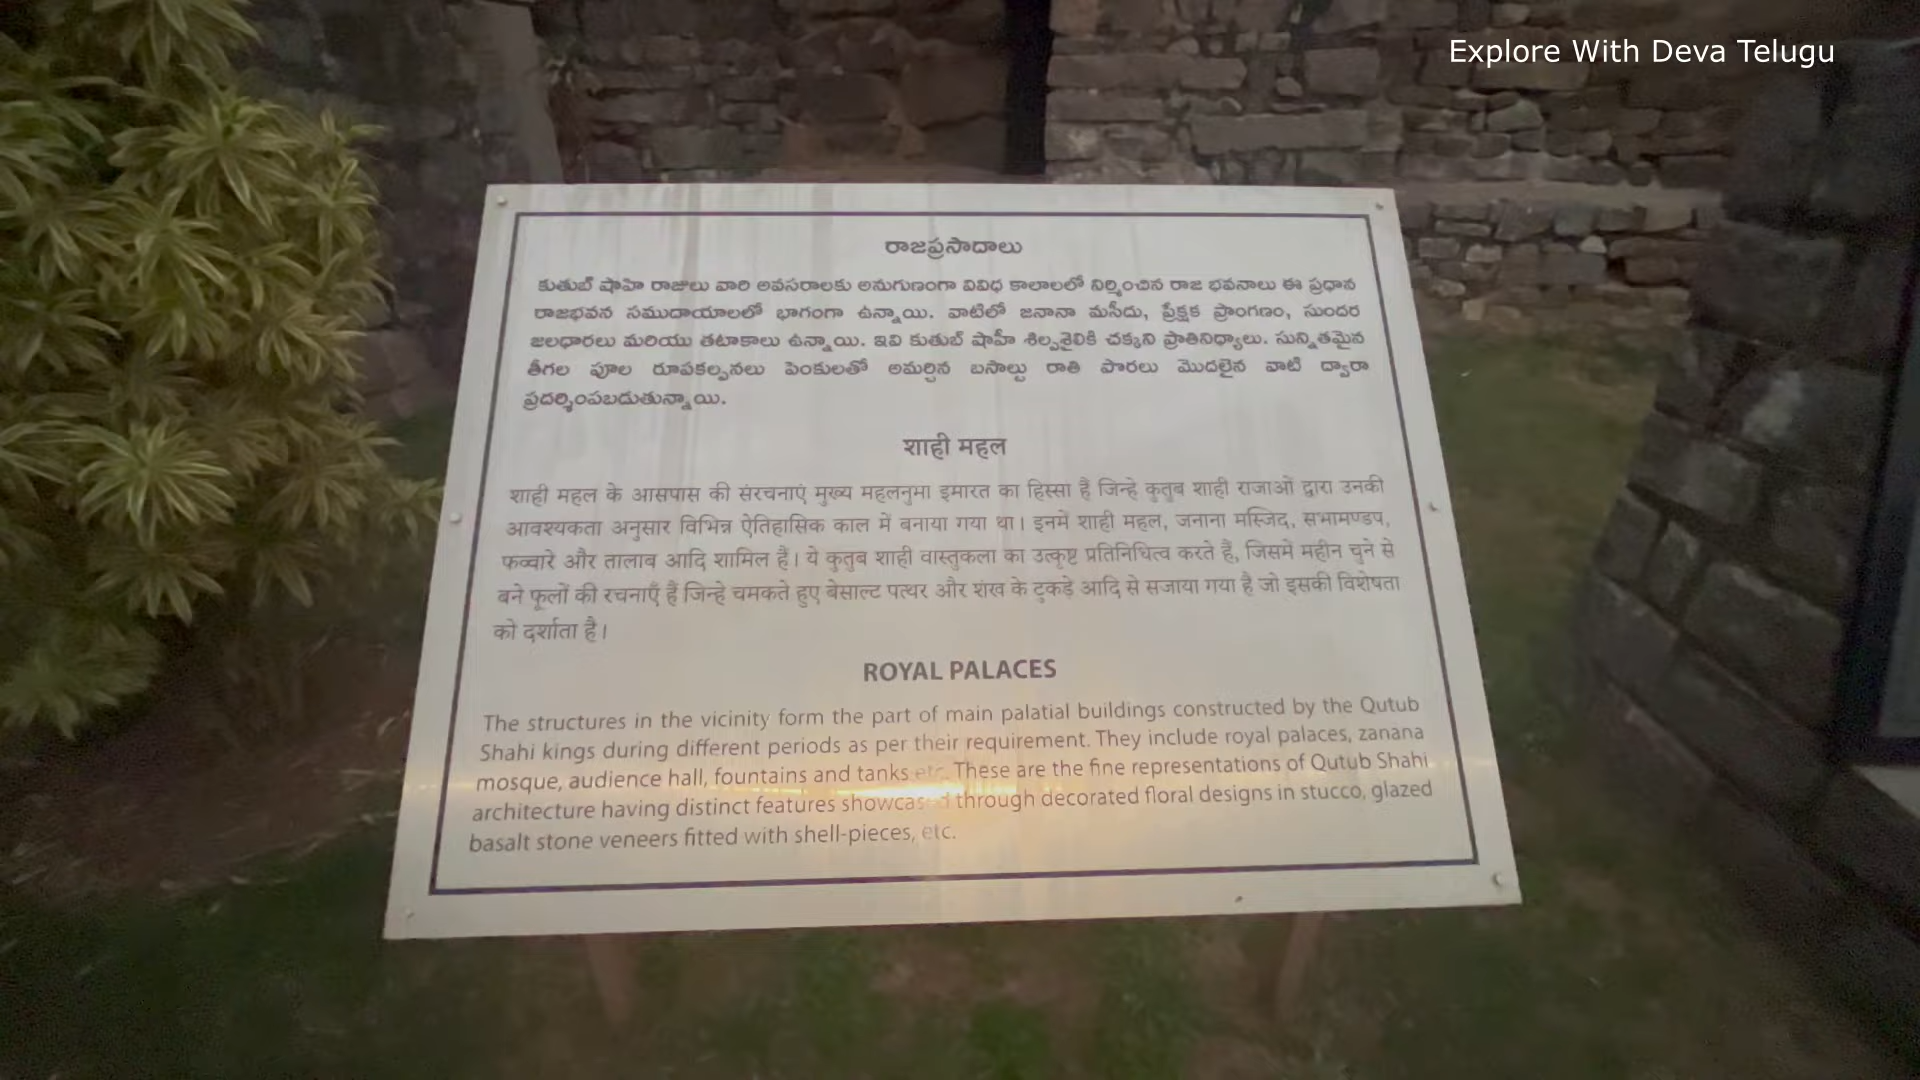 Explore With Deva Telugu
రాజప్రసాదాలు
కుతుబ్ షాహి రాజులు వారి అవసరాలకు అనుగుణంగా వివిధ కాలాలలో నిర్మించిన రాజ భవనాలు ఈ ప్రధాన
రాజభవన సముదాయాలలో భాగంగా ఉన్నాయి. వాటిలో జనానా మసీదు, ప్రేక్షక ప్రాంగణం, సుందర
జలధారలు మరియు తటాకాలు ఉన్నాయి. ఇవి కుతుబ్ షాహీ శిల్పశైలికి చక్కని ప్రాతినిధ్యాలు. సున్నితమైన
తీగల పూల రూపకల్పనలు పెంకులతో అమర్చిన బసాల్టు రాతి పొరలు మొదలైన వాటి ద్వారా
ప్రదర్శింపబడుతున్నాయి.
शाही महल
शाही महल के आसपास की संरचनाएं मुख्य महलनुमा इमारत का हिस्सा है जिन्हे कुतुब शाही राजाओं द्वारा उनकी
आवश्यकता अनुसार विभिन्न ऐतिहासिक काल में बनाया गया था। इनमें शाही महल, जनाना मस्जिद, सभामण्डप,
फव्वारे और तालाब आदि शामिल है। ये कुतुब शाही वास्तुकला का उत्कृष्ट प्रतिनिधित्व करते हैं, जिसमें महीन चुने से
बने फूलों की रचनाएँ हैं जिन्हे चमकते हुए बेसाल्ट पत्थर और शंख के टुकड़े आदि से सजाया गया है जो इसकी विशेषता
को दर्शाता है।
ROYAL PALACES
The structures in the vicinity form the part of main palatial buildings constructed by the Qutub
Shahi kings during different periods as per their requirement. They include royal palaces, zanana
mosque, audience hall, fountains and tanks etc. These are the fine representations of Qutub Shahi
architecture having distinct features showcased through decorated floral designs in stucco, glazed
basalt stone veneers fitted with shell-pieces, etc.